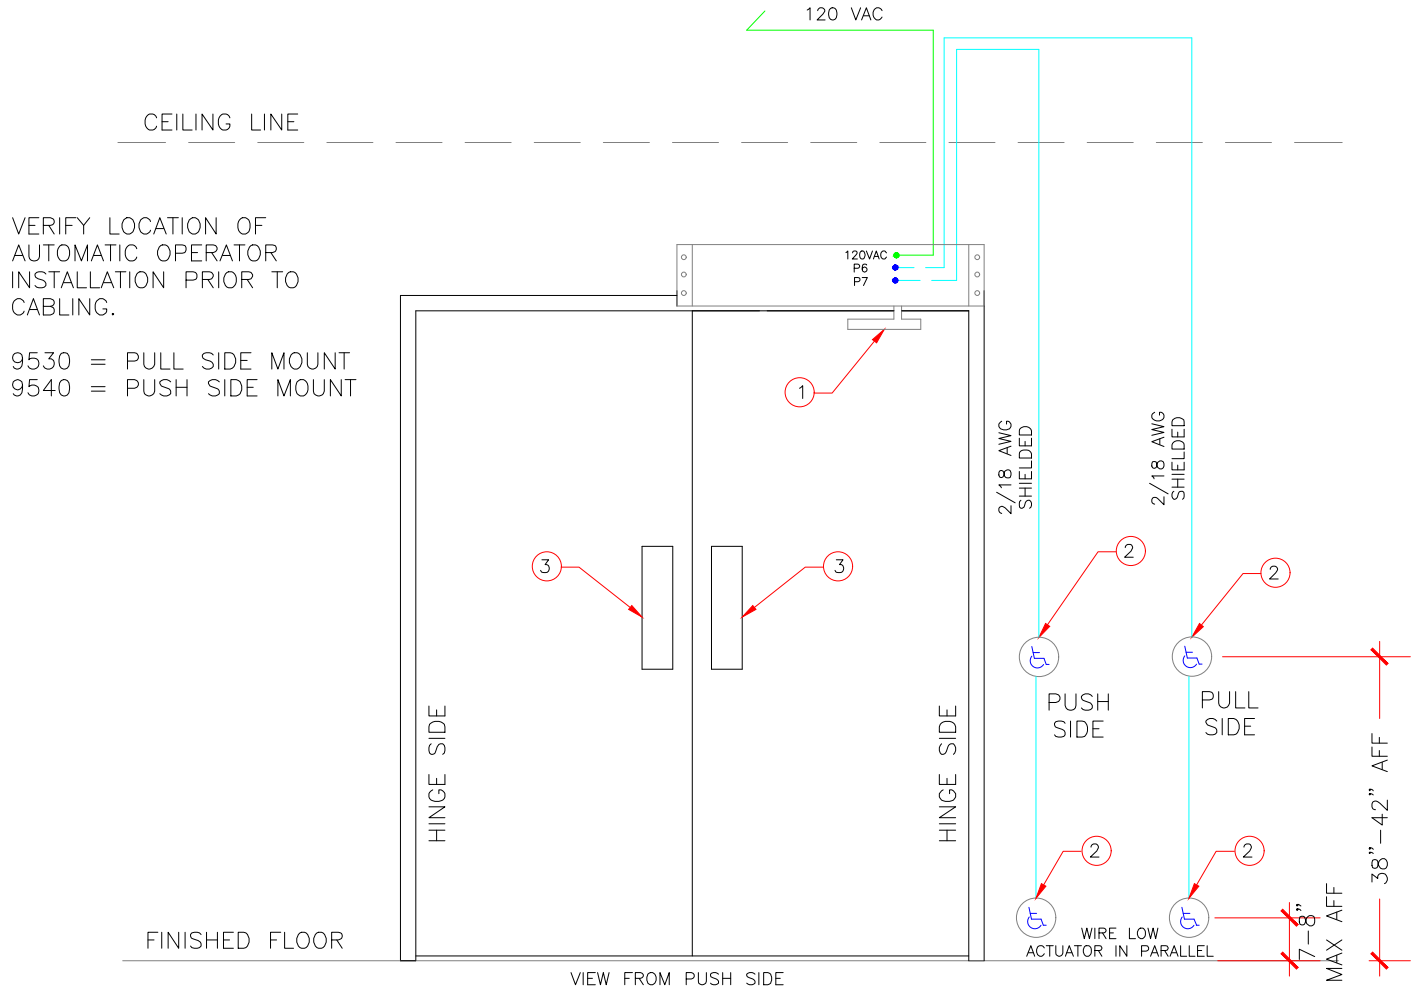 120 VAC
CEILING LINE
VERIFY LOCATION OF
AUTOMATIC OPERATOR
INSTALLATION PRIOR TO
CABLING.
9530 = PULL SIDE MOUNT
9540 = PUSH SIDE MOUNT
120VAC
P6
P7
1
2/18 AWG
SHIELDED
2/18 AWG
SHIELDED
3
3
2
2
PUSH
SIDE
PULL
SIDE
HINGE SIDE
HINGE SIDE
38"-42" AFF
2
2
7-8"
MAX AFF
WIRE LOW
ACTUATOR IN PARALLEL
FINISHED FLOOR
VIEW FROM PUSH SIDE